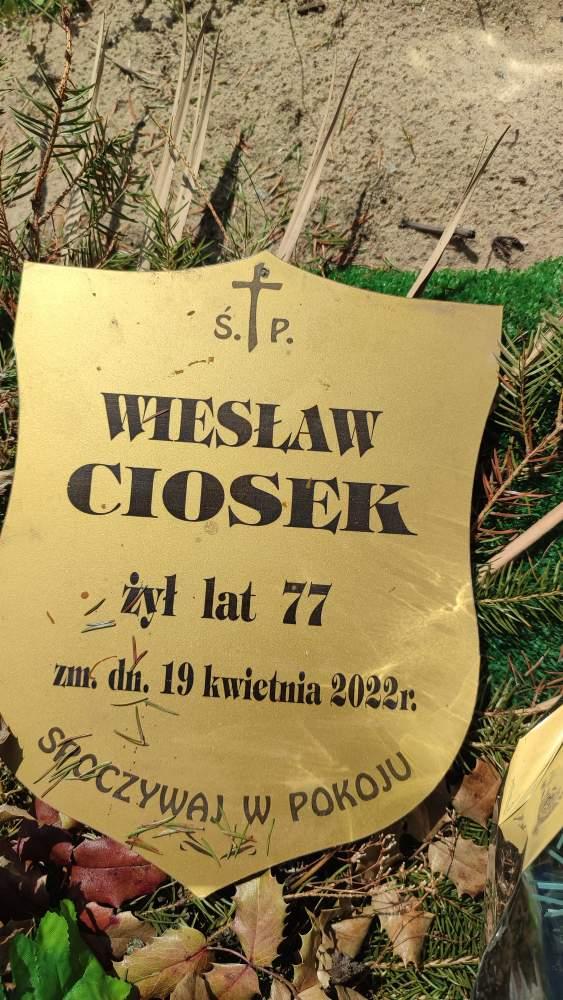 Ś. P.
WIESŁAW
CIOSEK
żył lat 77
zm. dn. 19 kwietnia 2022r.
SPOCZYWAJ W POKOJU